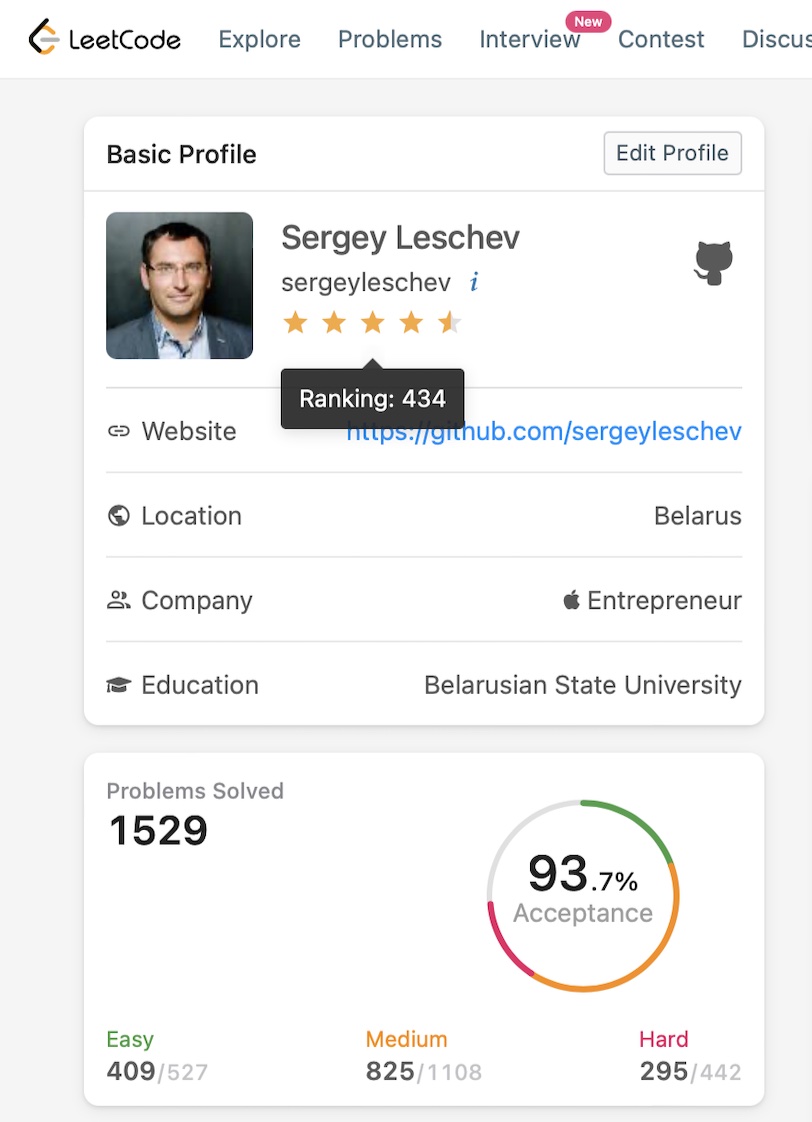 LeetCode Explore Problems Interview New Contest Discus
Basic Profile Edit Profile
Sergey Leschev
sergeyleschev i
Ranking: 434
Website https://github.com/sergeyleschev
Location Belarus
Company Entrepreneur
Education Belarusian State University
Problems Solved
1529
93.7%
Acceptance
Easy Medium Hard
409/527 825/1108 295/442